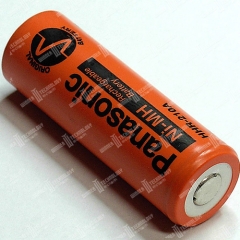 Panasonic
Ni-MH
Rechargeable
Battery
HHR-210A